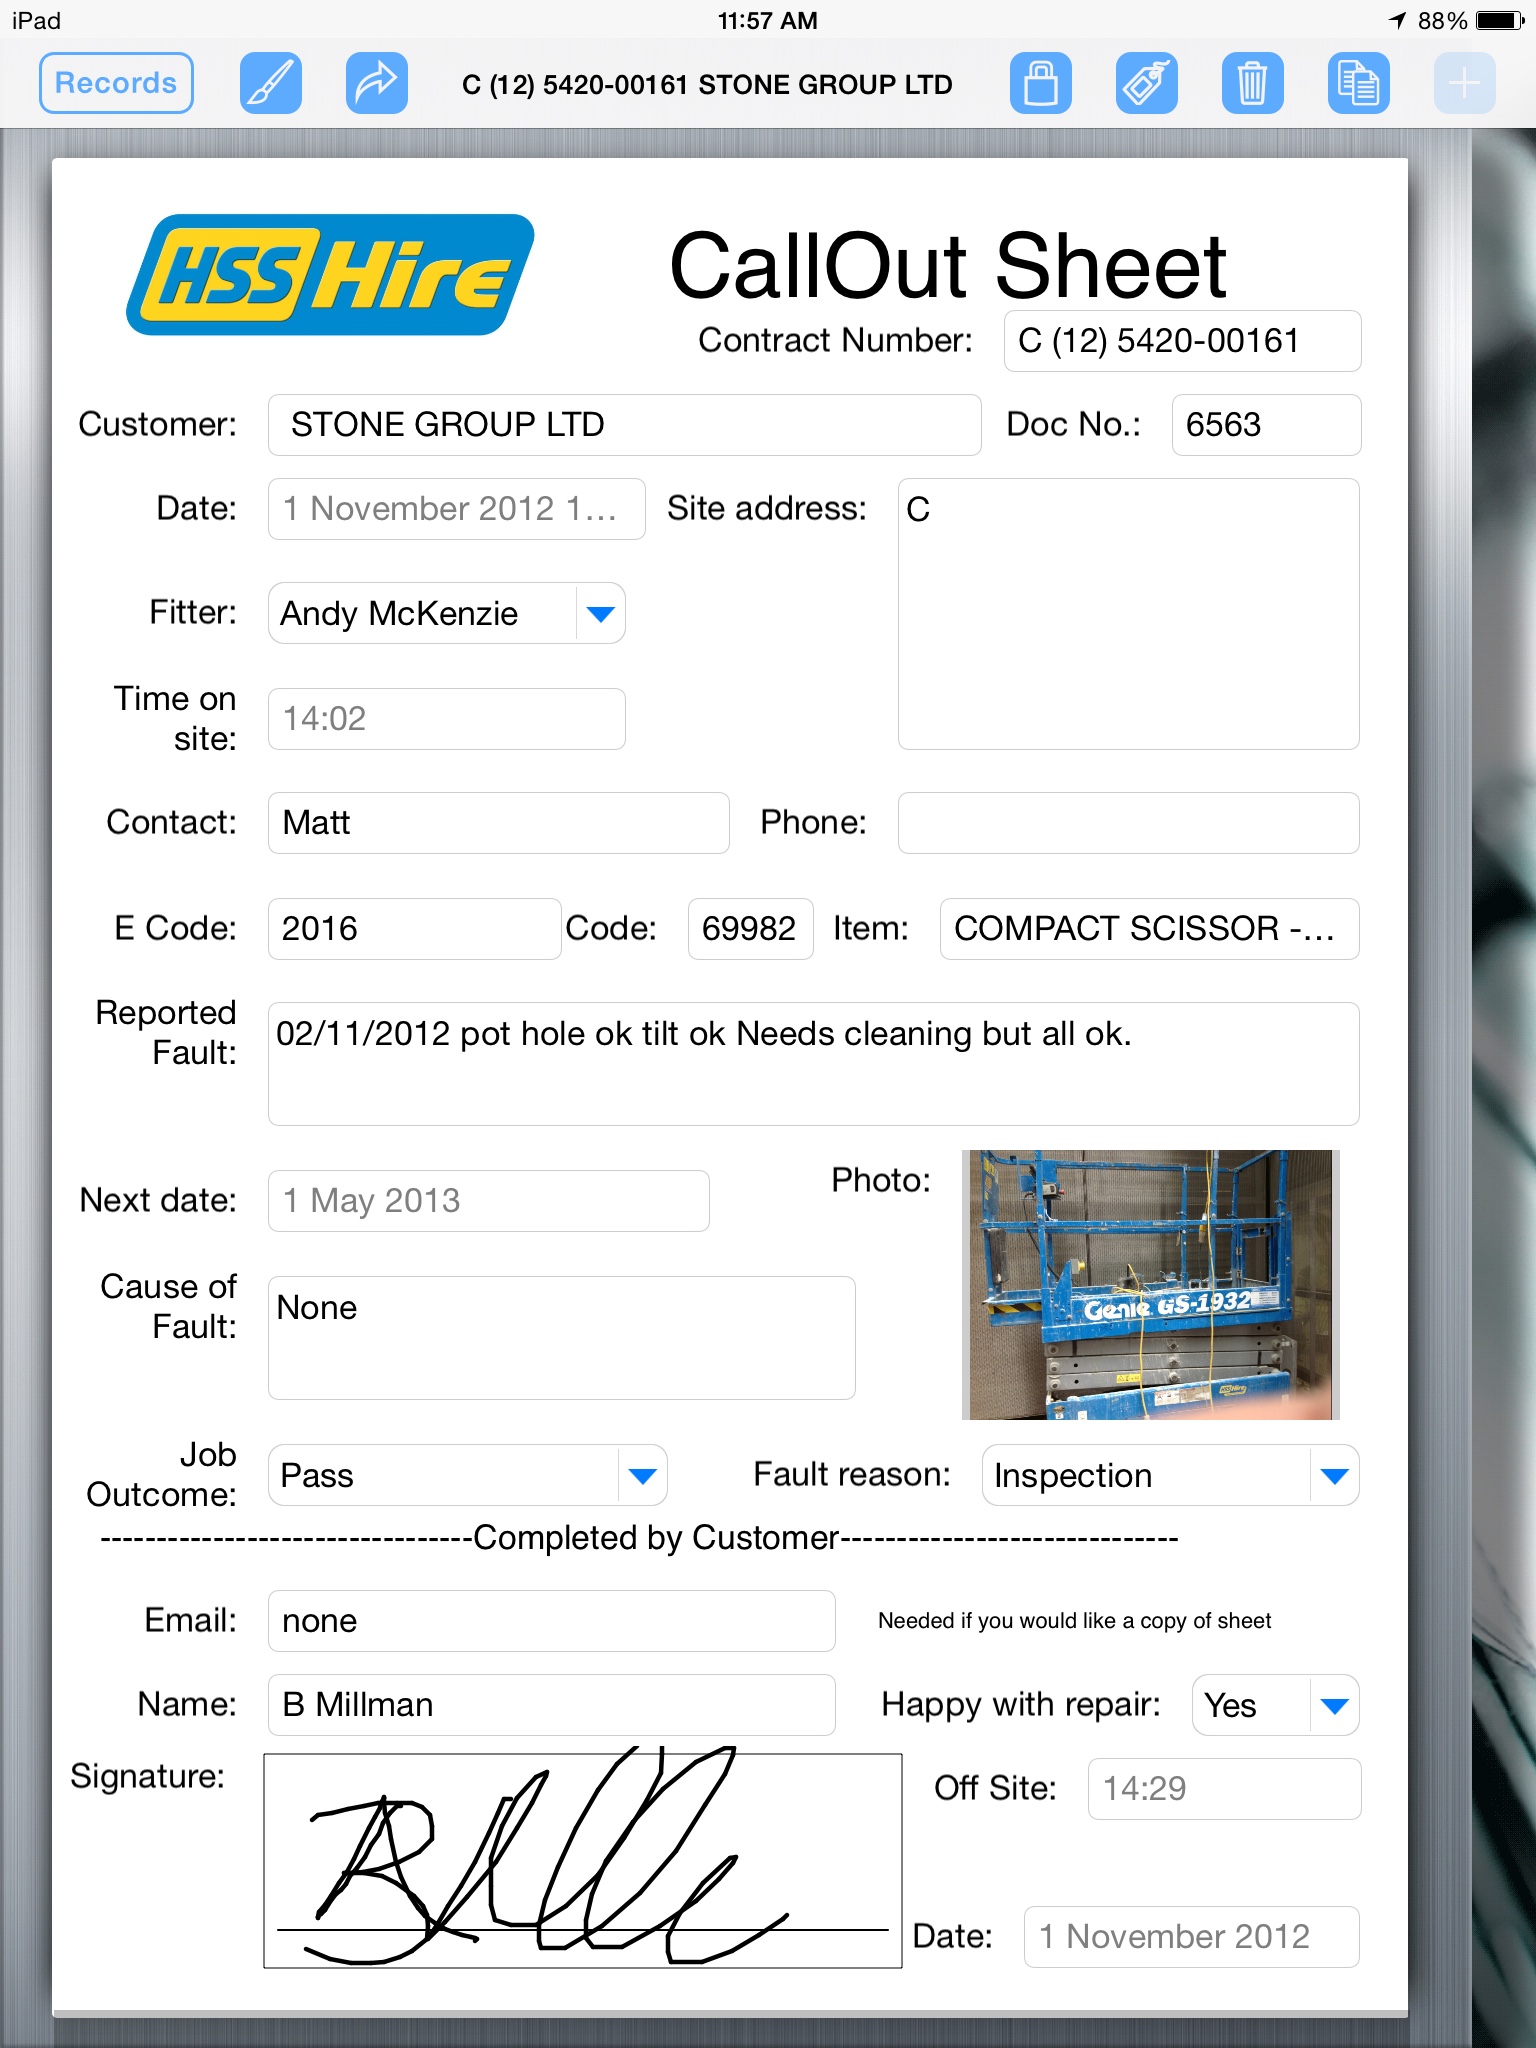 iPad 11:57 AM 88%
Records C (12) 5420-00161 STONE GROUP LTD
HSS Hire
CallOut Sheet
Contract Number: C (12) 5420-00161
Customer: STONE GROUP LTD Doc No.: 6563
Date: 1 November 2012 1... Site address: C
Fitter: Andy McKenzie
Time on
site: 14:02
Contact: Matt Phone:
E Code: 2016 Code: 69982 Item: COMPACT SCISSOR -...
Reported
Fault: 02/11/2012 pot hole ok tilt ok Needs cleaning but all ok.
Next date: 1 May 2013 Photo:
Genie GS-1932
HSS Hire
Cause of
Fault: None
Job
Outcome: Pass Fault reason: Inspection
--------------------------------Completed by Customer-----------------------------
Email: none Needed if you would like a copy of sheet
Name: B Millman Happy with repair: Yes
Signature: Off Site: 14:29
Date: 1 November 2012